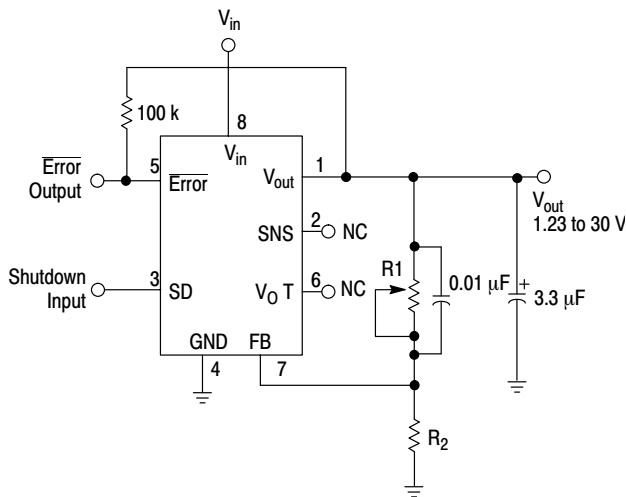 Vin
100 k
8
Vin
Error
Output
5
Error
Vout
1
Vout
1.23 to 30 V
SNS
2
NC
Shutdown
Input
3
SD
VO T
6
NC
R1
0.01 µF
+
3.3 µF
GND
4
FB
7
R2